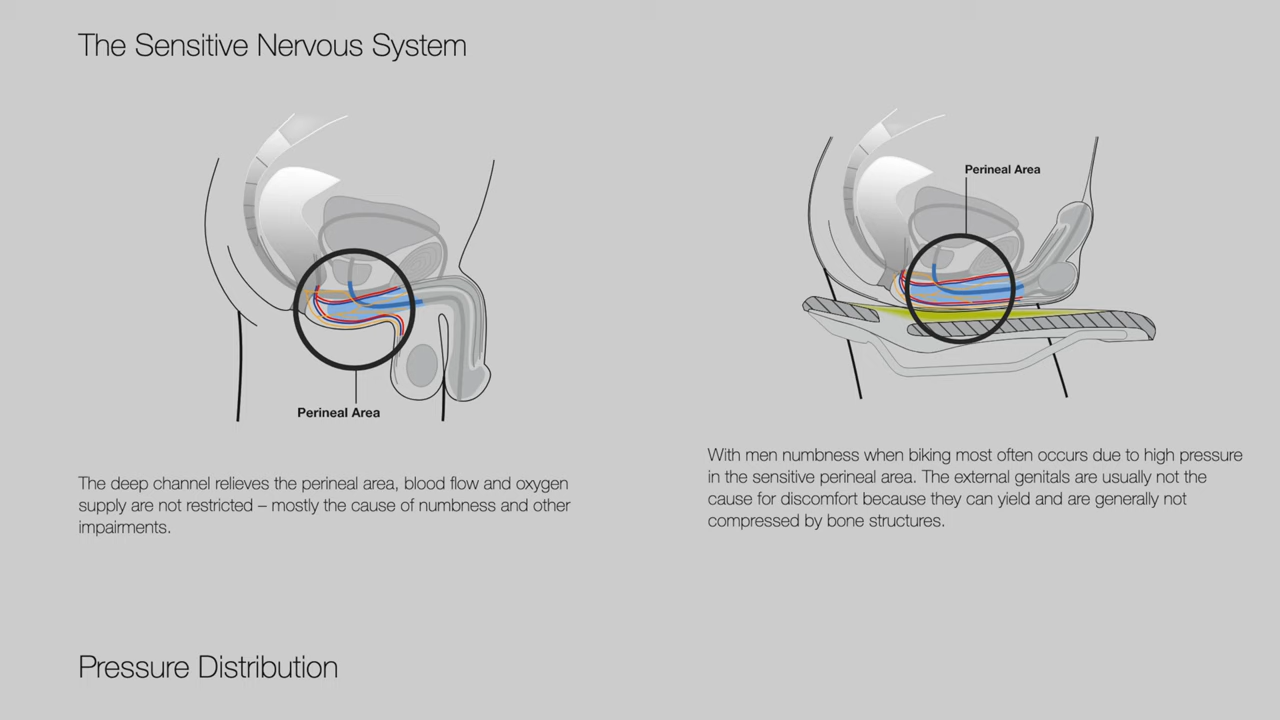 The Sensitive Nervous System
Perineal Area
Perineal Area
The deep channel relieves the perineal area, blood flow and oxygen
supply are not restricted – mostly the cause of numbness and other
impairments.
With men numbness when biking most often occurs due to high pressure
in the sensitive perineal area. The external genitals are usually not the
cause for discomfort because they can yield and are generally not
compressed by bone structures.
Pressure Distribution